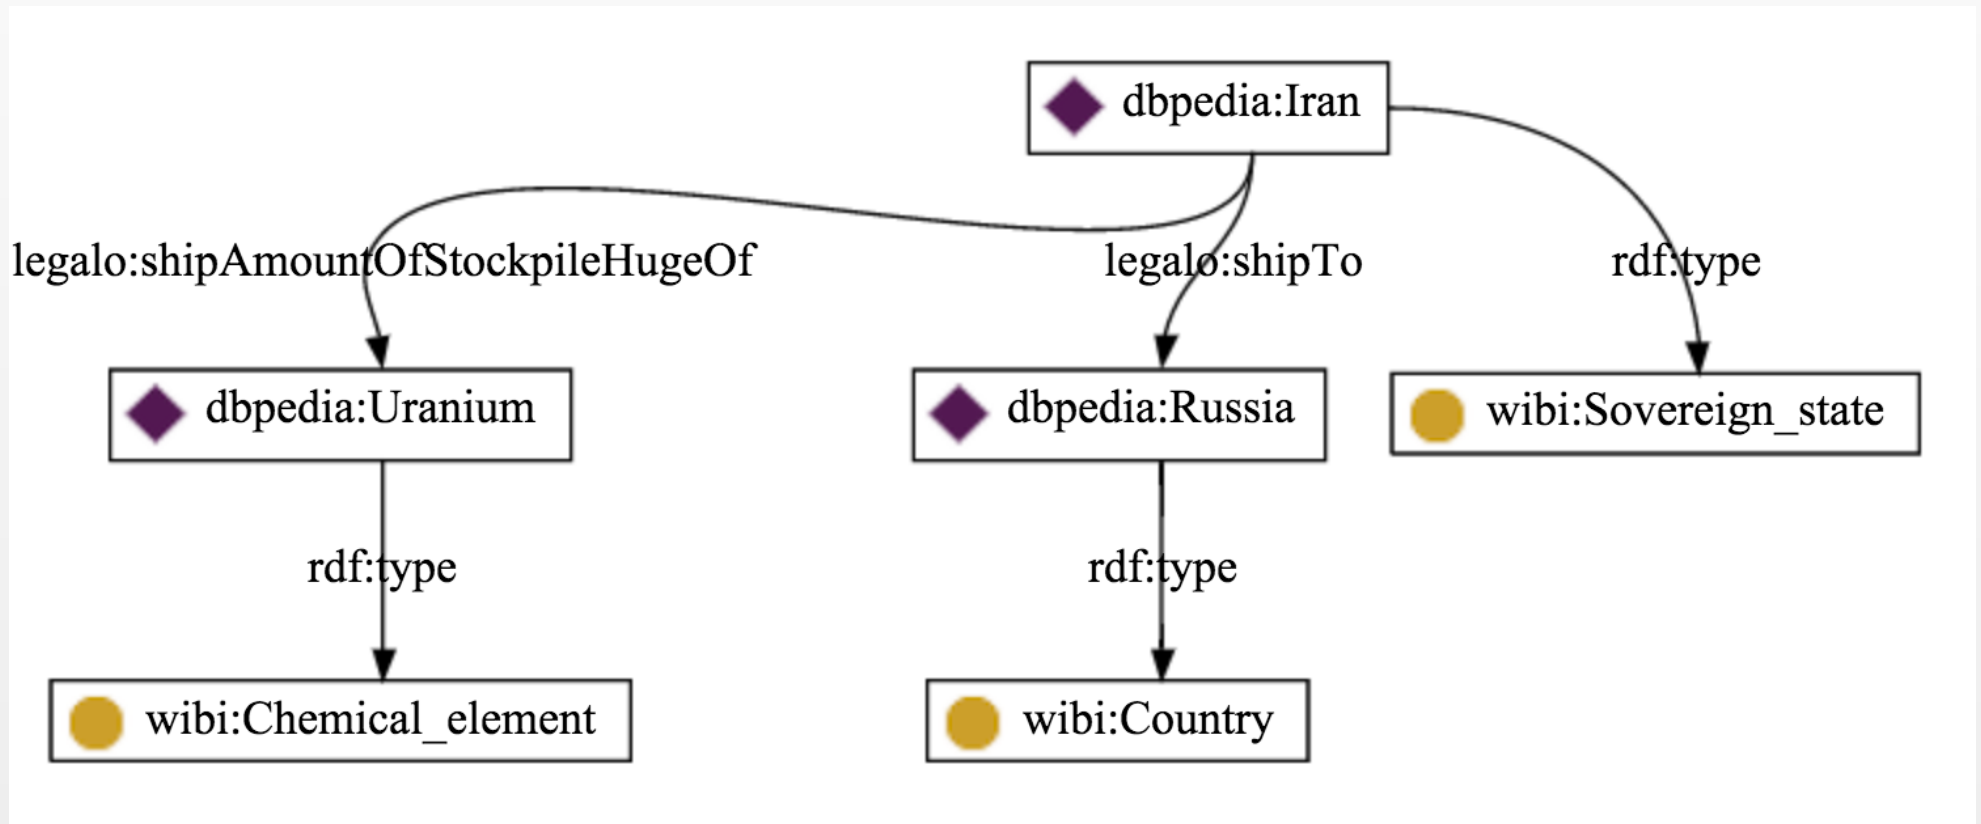 dbpedia:Iran
legalo:shipAmountOfStockpileHugeOf
legalo:shipTo
rdf:type
dbpedia:Uranium
dbpedia:Russia
wibi:Sovereign_state
rdf:type
rdf:type
wibi:Chemical_element
wibi:Country